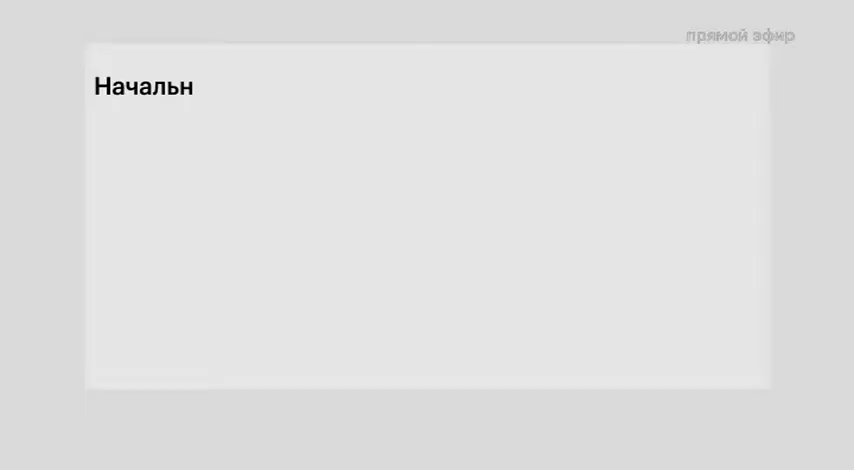 прямой эфир
Начальн